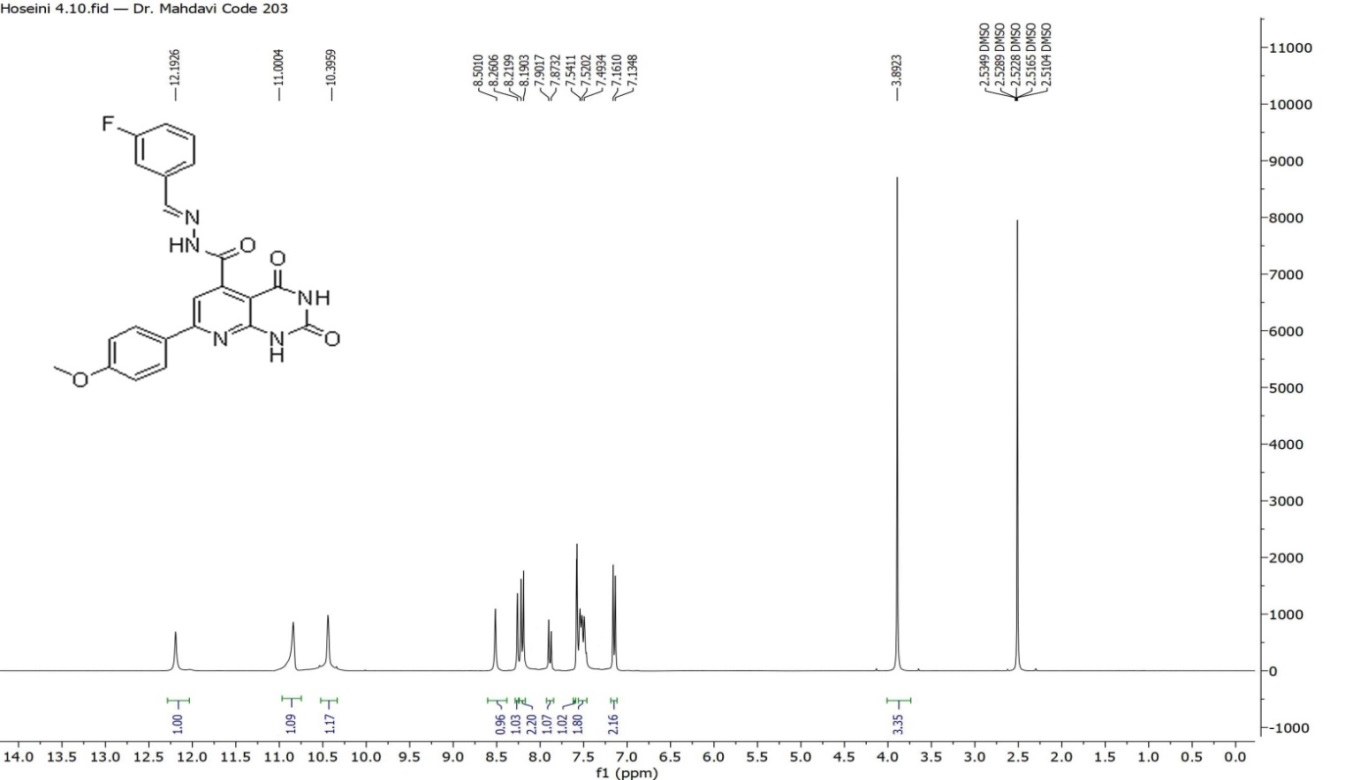 Hoseini 4.10.fid — Dr. Mahdavi Code 203
12.1926
11.0004
10.3959
8.5010
8.2606
8.2199
8.1903
7.9017
7.8732
7.5411
7.5202
7.4934
7.1610
7.1348
3.8923
2.5349 DMSO
2.5289 DMSO
2.5228 DMSO
2.5165 DMSO
2.5104 DMSO
F
N
HN
O
O
NH
N
N
H
O
O
11000
10000
9000
8000
7000
6000
5000
4000
3000
2000
1000
0
-1000
1.00
1.09
1.17
0.96
1.03
2.20
1.07
1.02
1.80
2.16
3.35
14.0 13.5 13.0 12.5 12.0 11.5 11.0 10.5 10.0 9.5 9.0 8.5 8.0 7.5 7.0 6.5 6.0 5.5 5.0 4.5 4.0 3.5 3.0 2.5 2.0 1.5 1.0 0.5 0.0
f1 (ppm)